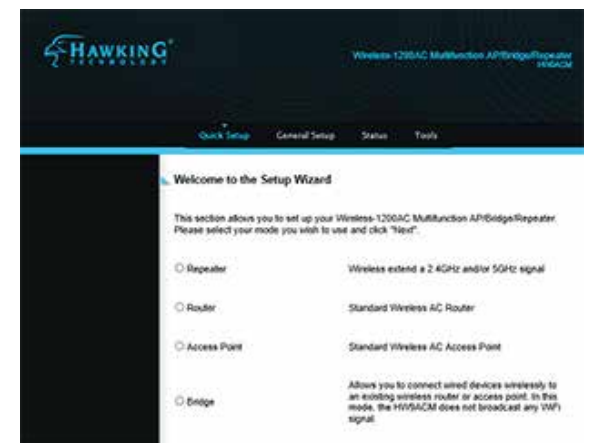 HAWKING
TECHNOLOGY
Wireless-1200AC Multifunction AP/Bridge/Repeater
HW9ACM
Quick Setup General Setup Status Tools
Welcome to the Setup Wizard
This section allows you to set up your Wireless-1200AC Multifunction AP/Bridge/Repeater.
Please select your mode you wish to use and click "Next".
Repeater Wireless extend a 2.4GHz and/or 5GHz signal
Router Standard Wireless AC Router
Access Point Standard Wireless AC Access Point
Bridge Allows you to connect wired devices wirelessly to
an existing wireless router or access point. In this
mode, the HW9ACM does not broadcast any WiFi
signal.